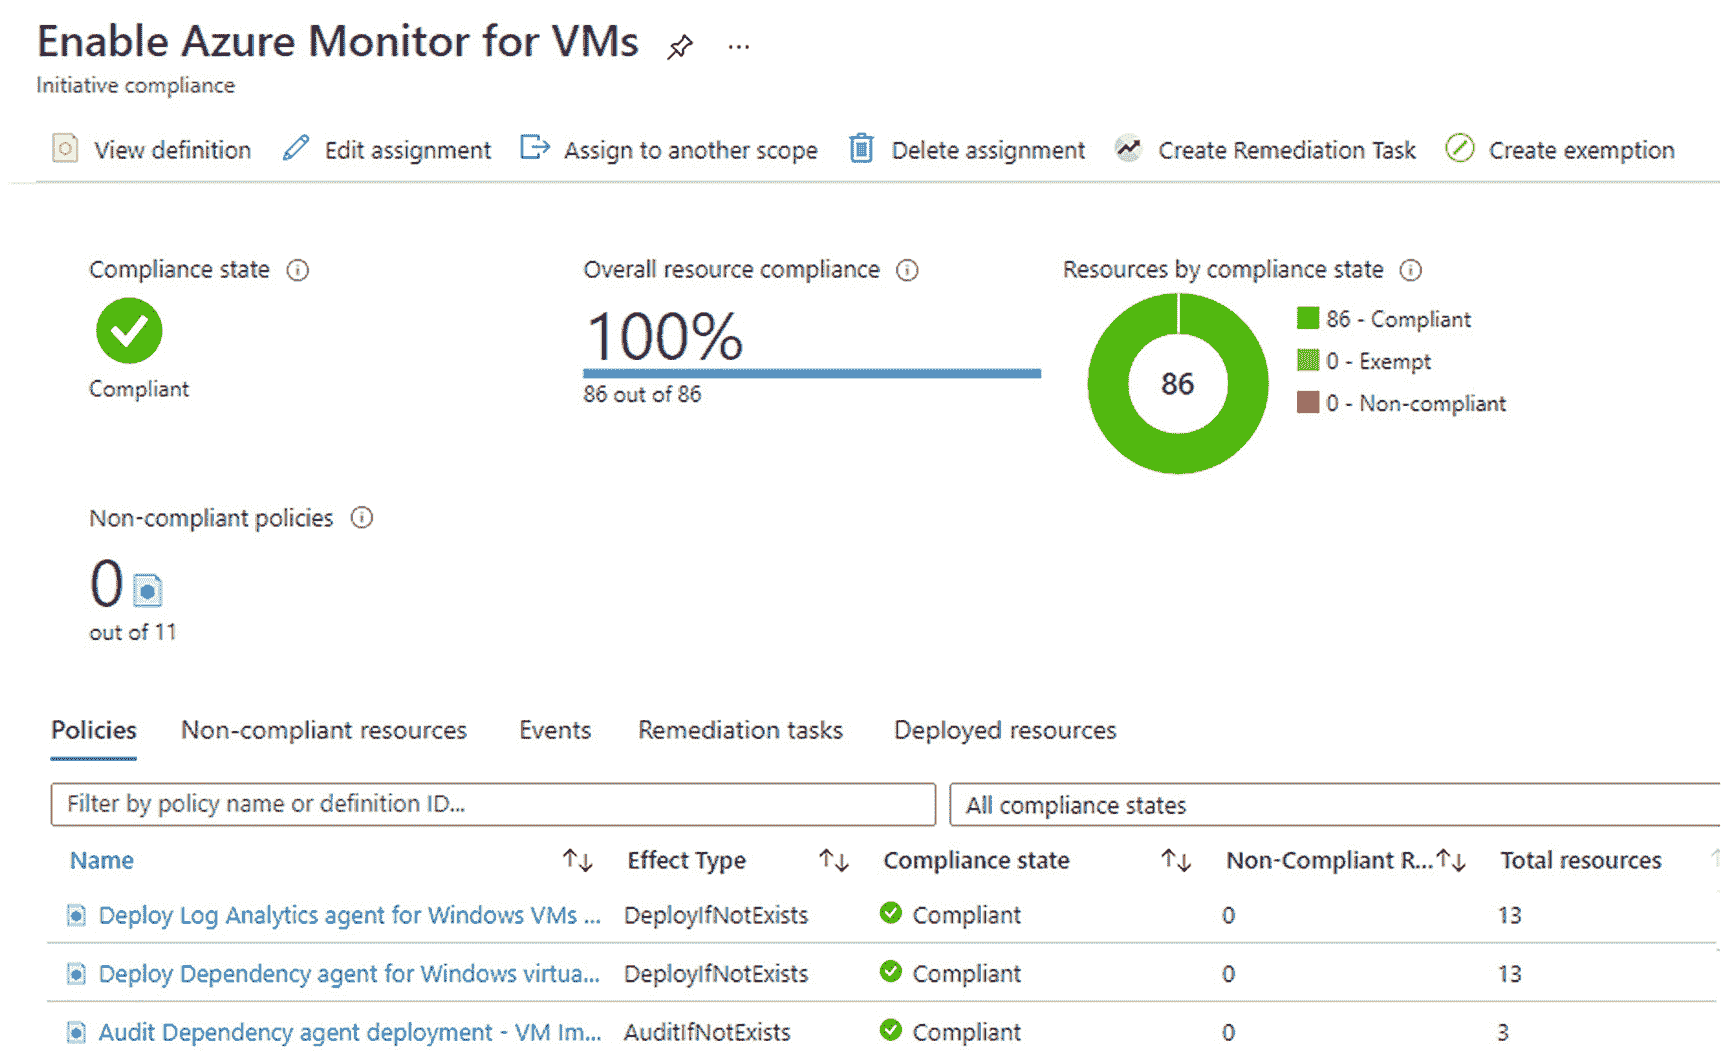 Enable Azure Monitor for VMs ...
Initiative compliance
View definition Edit assignment Assign to another scope Delete assignment Create Remediation Task Create exemption
Compliance state Overall resource compliance Resources by compliance state
100%
86 out of 86
Compliant
86
86 - Compliant
0 - Exempt
0 - Non-compliant
Non-compliant policies
0
out of 11
Policies Non-compliant resources Events Remediation tasks Deployed resources
Filter by policy name or definition ID... All compliance states
Name Effect Type Compliance state Non-Compliant R... Total resources
Deploy Log Analytics agent for Windows VMs ... DeployIfNotExists Compliant 0 13
Deploy Dependency agent for Windows virtua... DeployIfNotExists Compliant 0 13
Audit Dependency agent deployment - VM Im... AuditIfNotExists Compliant 0 3